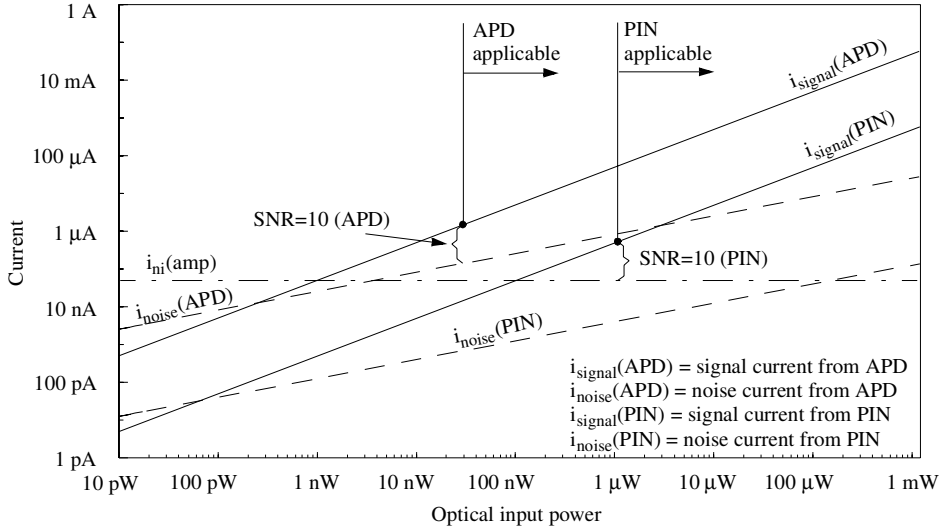 1 A
10 mA
100 μA
1 μA
10 nA
100 pA
1 pA
Current
APD
applicable
PIN
applicable
i_signal(APD)
i_signal(PIN)
SNR=10 (APD)
SNR=10 (PIN)
i_ni(amp)
i_noise(APD)
i_noise(PIN)
i_signal(APD) = signal current from APD
i_noise(APD) = noise current from APD
i_signal(PIN) = signal current from PIN
i_noise(PIN) = noise current from PIN
10 pW 100 pW 1 nW 10 nW 100 nW 1 μW 10 μW 100 μW 1 mW
Optical input power